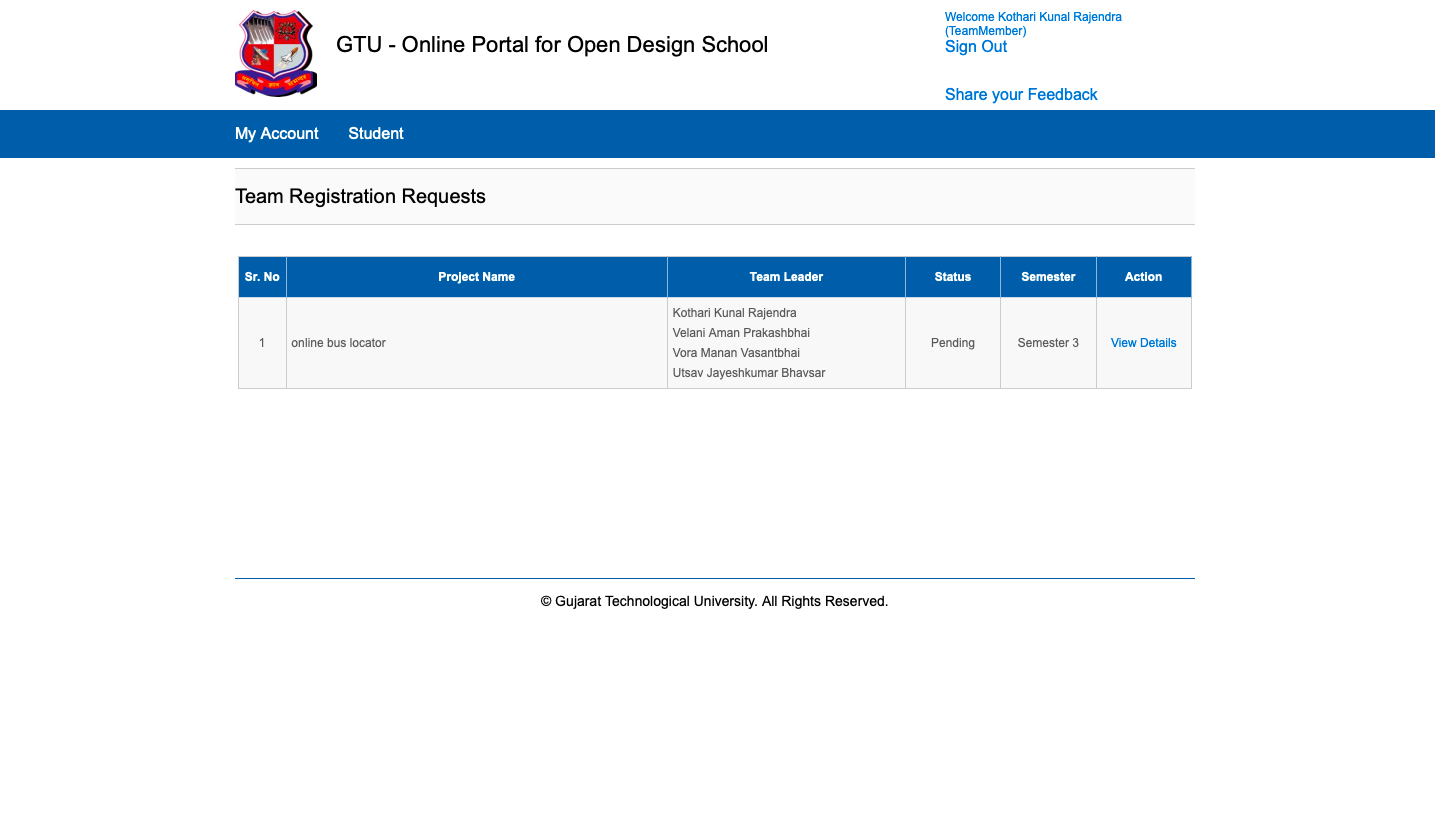 GTU - Online Portal for Open Design School
Welcome Kothari Kunal Rajendra
(TeamMember)
Sign Out
Share your Feedback
My Account Student
Team Registration Requests
Sr. No Project Name Team Leader Status Semester Action
1 online bus locator Kothari Kunal Rajendra
Velani Aman Prakashbhai
Vora Manan Vasantbhai
Utsav Jayeshkumar Bhavsar
Pending Semester 3 View Details
© Gujarat Technological University. All Rights Reserved.